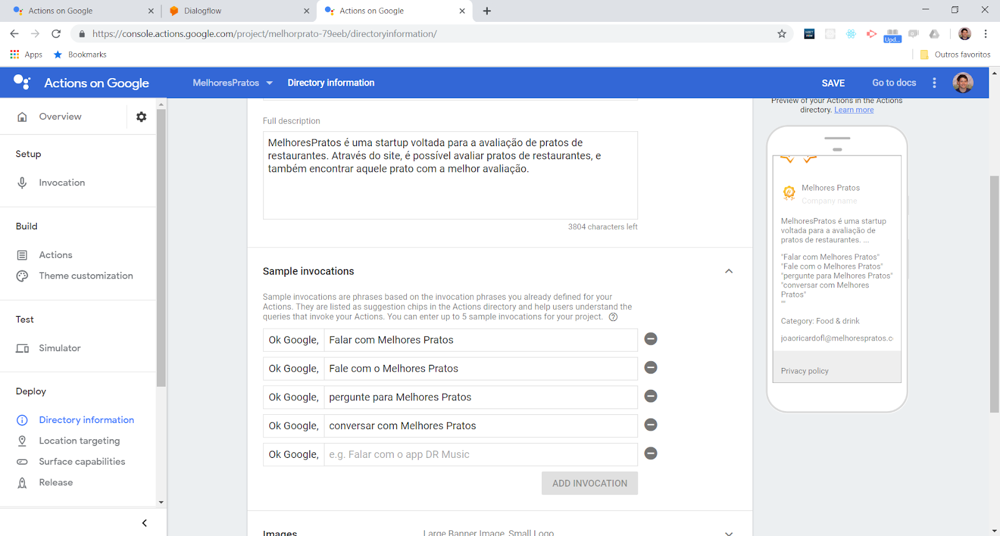 Actions on Google
Dialogflow
Actions on Google
https://console.actions.google.com/project/melhorprato-79eeb/directoryinformation/
Upd...
Apps
Bookmarks
Outros favoritos
Actions on Google
MelhoresPratos
Directory information
SAVE
Go to docs
Overview
Setup
Invocation
Build
Actions
Theme customization
Test
Simulator
Deploy
Directory information
Location targeting
Surface capabilities
Release
Full description
MelhoresPratos é uma startup voltada para a avaliação de pratos de
restaurantes. Através do site, é possível avaliar pratos de restaurantes, e
também encontrar aquele prato com a melhor avaliação.
3804 characters left
Sample invocations
Sample invocations are phrases based on the invocation phrases you already defined for your
Actions. They are listed as suggestion chips in the Actions directory and help users understand the
queries that invoke your Actions. You can enter up to 5 sample invocations for your project.
Ok Google, Falar com Melhores Pratos
Ok Google, Fale com o Melhores Pratos
Ok Google, pergunte para Melhores Pratos
Ok Google, conversar com Melhores Pratos
Ok Google, e.g. Falar com o app DR Music
ADD INVOCATION
Images
Large Banner Image, Small Logo
Preview of your Actions in the Actions
directory. Learn more
Melhores Pratos
Company name
MelhoresPratos é uma startup
voltada para a avaliação de
pratos de restaurantes. ...
"Falar com Melhores Pratos"
"Fale com o Melhores Pratos"
"pergunte para Melhores Pratos"
"conversar com Melhores
Pratos"
""
Category: Food & drink
joaoricardofl@melhorespratos.c
Privacy policy